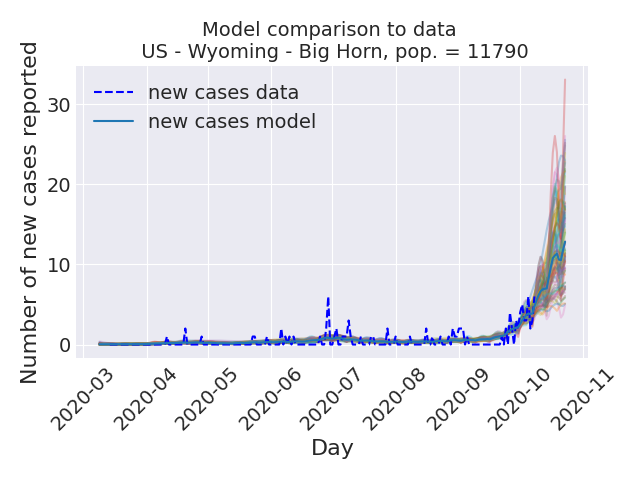 Model comparison to data
US - Wyoming - Big Horn, pop. = 11790
Number of new cases reported
30
20
10
0
new cases data
new cases model
2020-03
2020-04
2020-05
2020-06
2020-07
2020-08
2020-09
2020-10
2020-11
Day